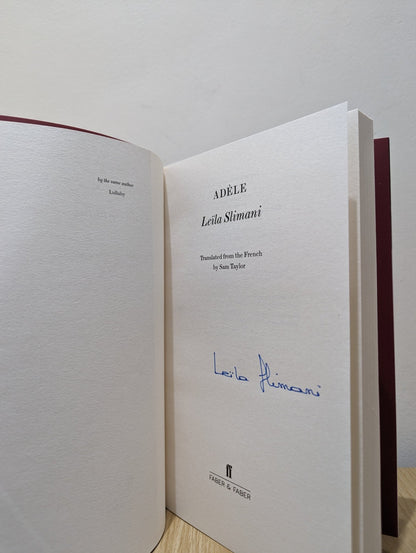 by the same author
Lullaby
ADÈLE
Leïla Slimani
Translated from the French
by Sam Taylor
Leïla Slimani
ff
FABER & FABER